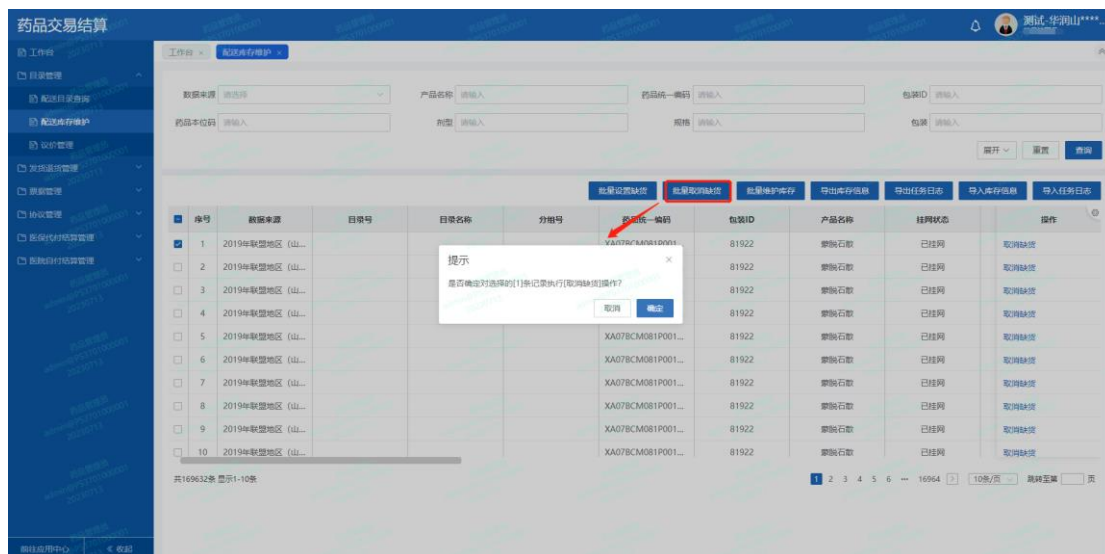 药品交易结算
测试-华润山****...
工作台
工作台 ×
配送库存维护 ×
目录管理
配送目录查询
配送库存维护
议价管理
发货退货管理
票据管理
协议管理
医保代付结算管理
医院自付结算管理
数据来源 请选择
产品名称 请输入
药品统一编码 请输入
包装ID 请输入
药品本位码 请输入
剂型 请输入
规格 请输入
包装 请输入
展开 重置 查询
批量设置缺货 批量取消缺货 批量维护库存 导出库存信息 导出任务日志 导入库存信息 导入任务日志
序号 数据来源 目录号 目录名称 分组号 药品统一编码 包装ID 产品名称 挂网状态 操作
1 2019年联盟地区 (山... XA07BCM081P001... 81922 蒙脱石散 已挂网 取消缺货
2 2019年联盟地区 (山... 81922 蒙脱石散 已挂网 取消缺货
3 2019年联盟地区 (山... 81922 蒙脱石散 已挂网 取消缺货
4 2019年联盟地区 (山... 81922 蒙脱石散 已挂网 取消缺货
5 2019年联盟地区 (山... XA07BCM081P001... 81922 蒙脱石散 已挂网 取消缺货
6 2019年联盟地区 (山... XA07BCM081P001... 81922 蒙脱石散 已挂网 取消缺货
7 2019年联盟地区 (山... XA07BCM081P001... 81922 蒙脱石散 已挂网 取消缺货
8 2019年联盟地区 (山... XA07BCM081P001... 81922 蒙脱石散 已挂网 取消缺货
9 2019年联盟地区 (山... XA07BCM081P001... 81922 蒙脱石散 已挂网 取消缺货
10 2019年联盟地区 (山... XA07BCM081P001... 81922 蒙脱石散 已挂网 取消缺货
提示 ×
是否确定对选择的[1]条记录执行[取消缺货]操作?
取消 确定
共169632条 显示1-10条
1 2 3 4 5 6 ··· 16964 > 10条/页 跳转至第 页
前往应用中心 收起